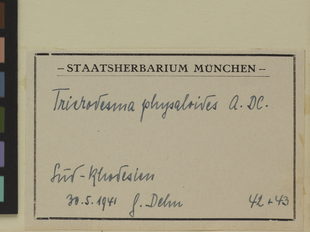 – STAATSHERBARIUM MÜNCHEN –
Trichodesma physaloides A. DC.
Süd-Rhodesien
30.5.1941 G. Dehn 42+43